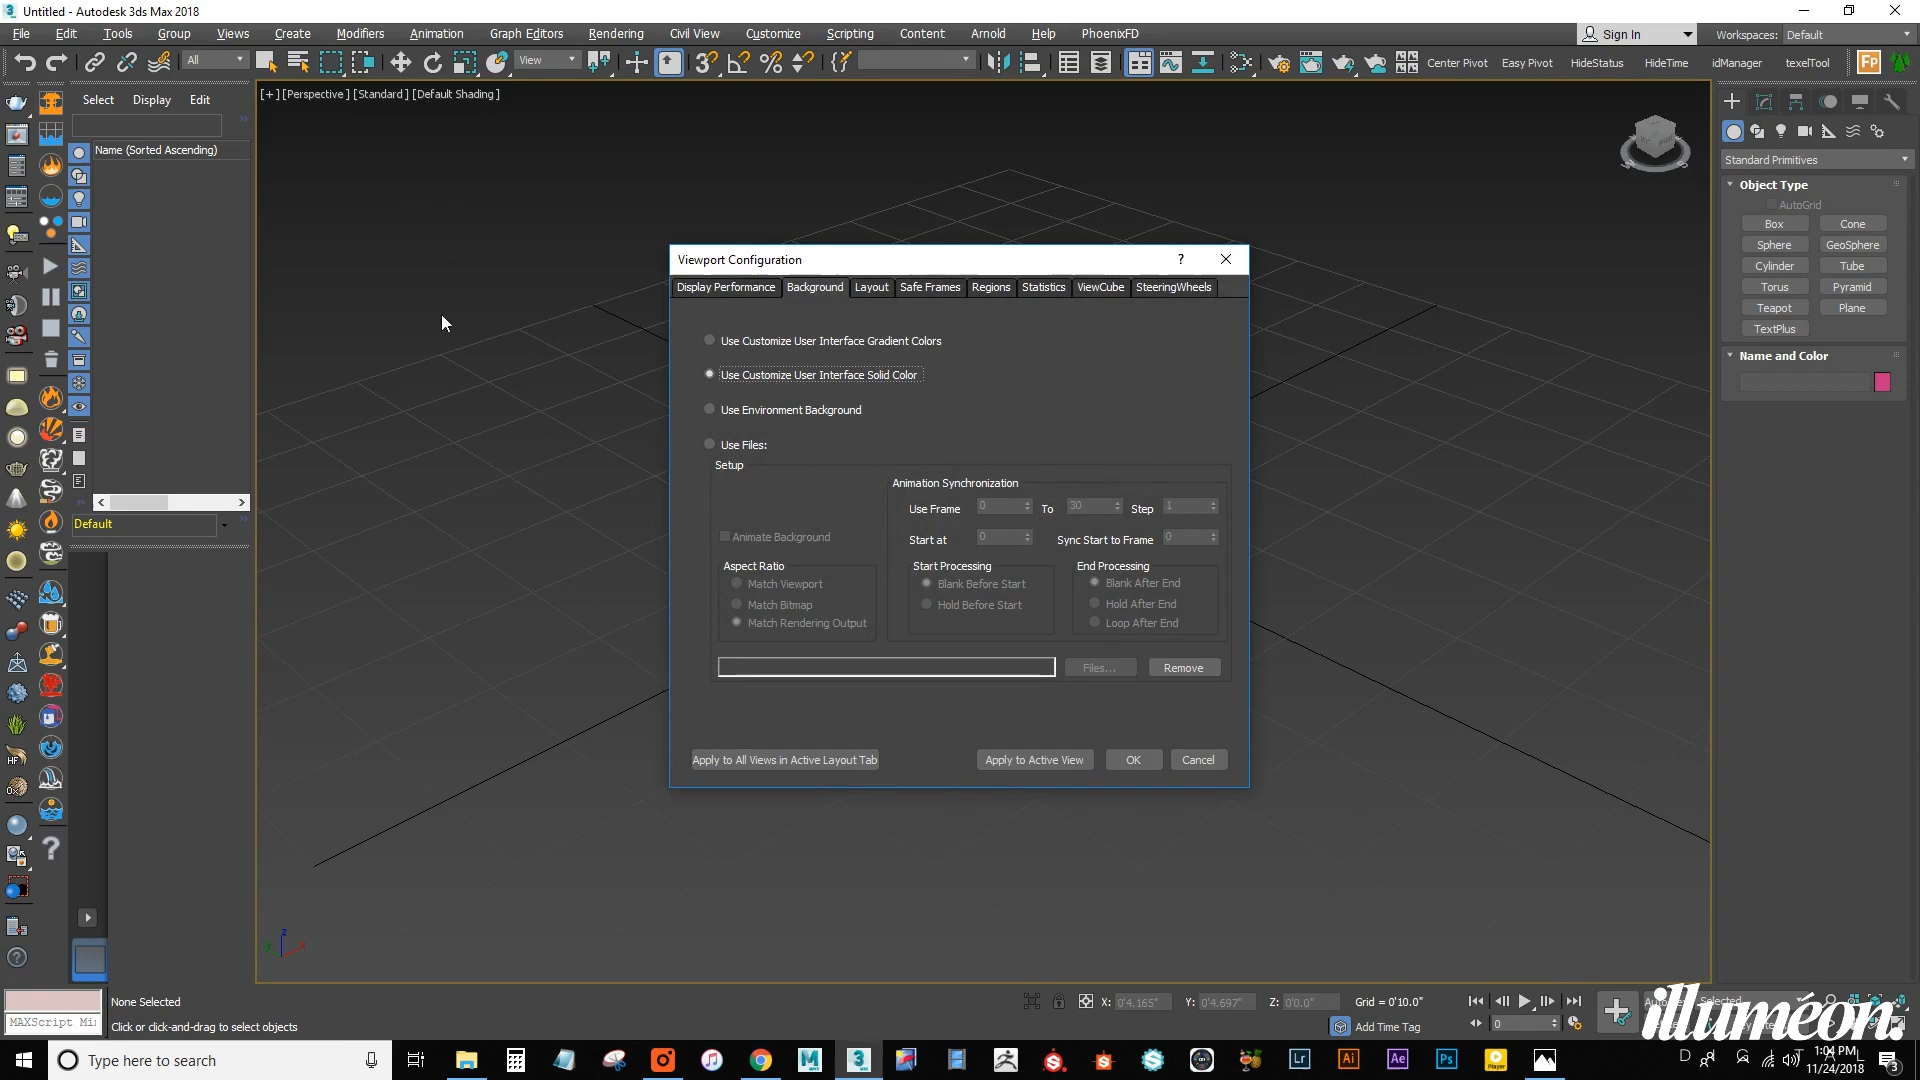 Untitled - Autodesk 3ds Max 2018
File Edit Tools Group Views Create Modifiers Animation Graph Editors Rendering Civil View Customize Scripting Content Arnold Help PhoenixFD
Sign In
Workspaces: Default
All
View
Center Pivot Easy Pivot HideStatus HideTime idManager texelTool
Fp
Select Display Edit
Name (Sorted Ascending)
Default
[+] [Perspective] [Standard] [Default Shading]
Viewport Configuration
?
Display Performance Background Layout Safe Frames Regions Statistics ViewCube SteeringWheels
Use Customize User Interface Gradient Colors
Use Customize User Interface Solid Color
Use Environment Background
Use Files:
Setup
Animation Synchronization
Use Frame 0 To 30 Step 1
Animate Background
Start at 0 Sync Start to Frame 0
Aspect Ratio
Match Viewport
Match Bitmap
Match Rendering Output
Start Processing
Blank Before Start
Hold Before Start
End Processing
Blank After End
Hold After End
Loop After End
Files... Remove
Apply to All Views in Active Layout Tab
Apply to Active View
OK
Cancel
Standard Primitives
Object Type
AutoGrid
Box Cone
Sphere GeoSphere
Cylinder Tube
Torus Pyramid
Teapot Plane
TextPlus
Name and Color
z
x
y
None Selected
MAXScript Mi
Click or click-and-drag to select objects
X: 0'4.165" Y: 0'4.697" Z: 0'0.0" Grid = 0'10.0"
Add Time Tag
0
Selected
illuméon.
Type here to search
Lr Ai Ae Ps
Player
1:04 PM
11/24/2018
3